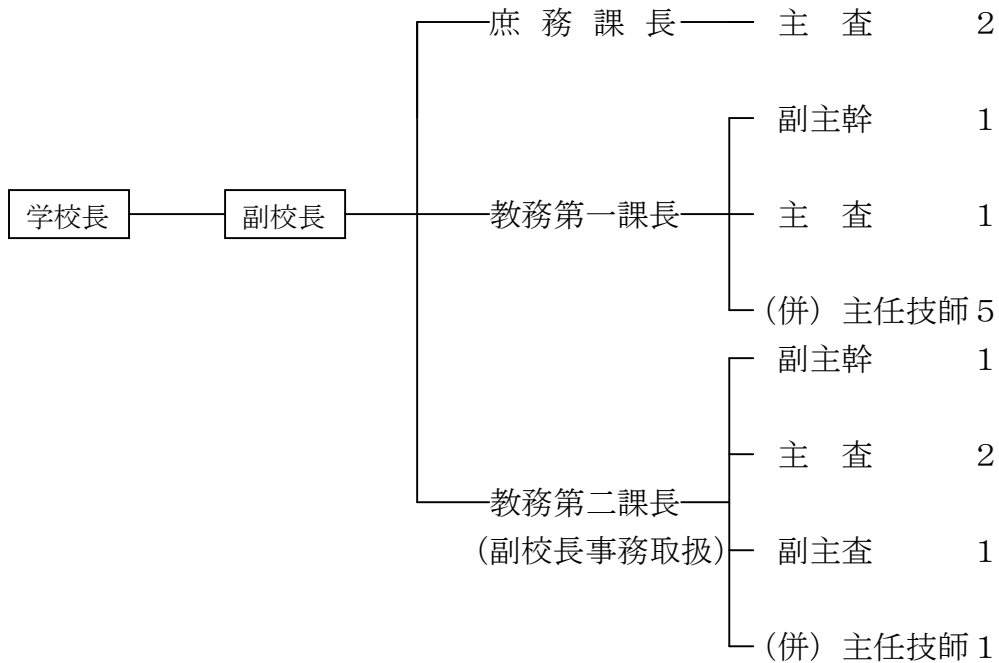 庶務課長 主査 2
副主幹 1
学校長 副校長 教務第一課長 主査 1
(併) 主任技師 5
副主幹 1
主査 2
教務第二課長
(副校長事務取扱) 副主査 1
(併) 主任技師 1